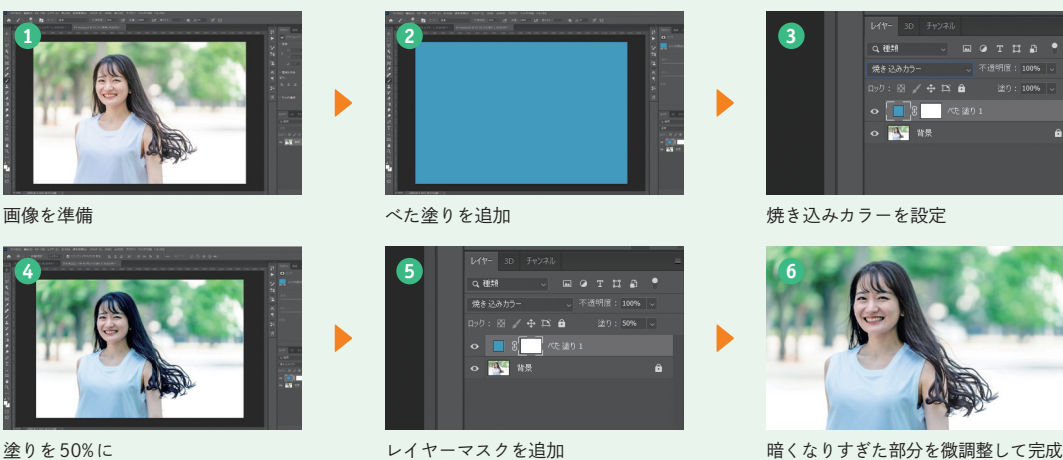 1
画像を準備
2
べた塗りを追加
3
レイヤー 3D チャンネル
種類
焼き込みカラー 不透明度: 100%
ロック: 塗り: 100%
べた塗り 1
背景
焼き込みカラーを設定
4
塗りを50%に
5
レイヤー 3D チャンネル
種類
焼き込みカラー 不透明度: 100%
ロック: 塗り: 50%
べた塗り 1
背景
レイヤーマスクを追加
6
暗くなりすぎた部分を微調整して完成